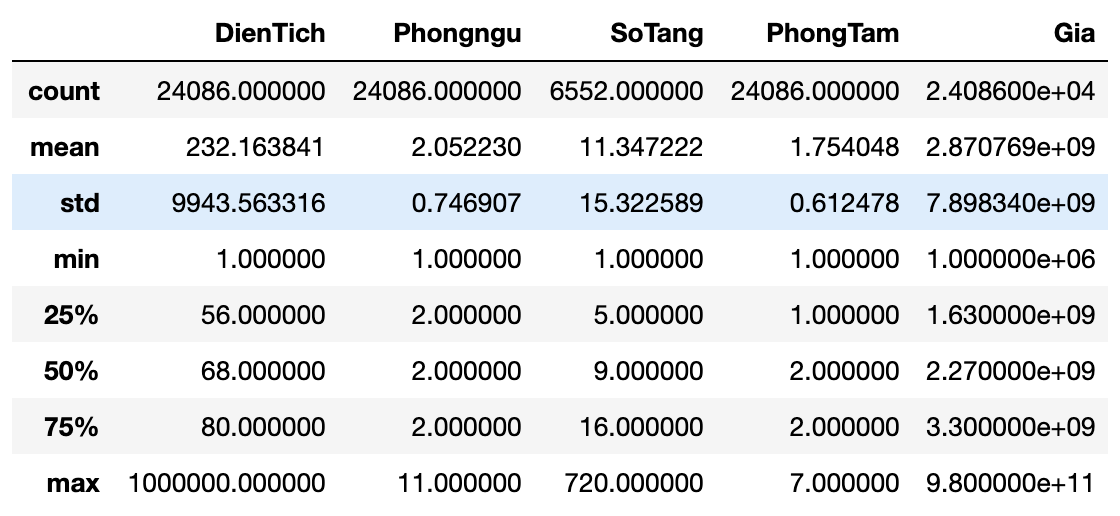 DienTich Phongngu SoTang PhongTam Gia
count 24086.000000 24086.000000 6552.000000 24086.000000 2.408600e+04
mean 232.163841 2.052230 11.347222 1.754048 2.870769e+09
std 9943.563316 0.746907 15.322589 0.612478 7.898340e+09
min 1.000000 1.000000 1.000000 1.000000 1.000000e+06
25% 56.000000 2.000000 5.000000 1.000000 1.630000e+09
50% 68.000000 2.000000 9.000000 2.000000 2.270000e+09
75% 80.000000 2.000000 16.000000 2.000000 3.300000e+09
max 1000000.000000 11.000000 720.000000 7.000000 9.800000e+11